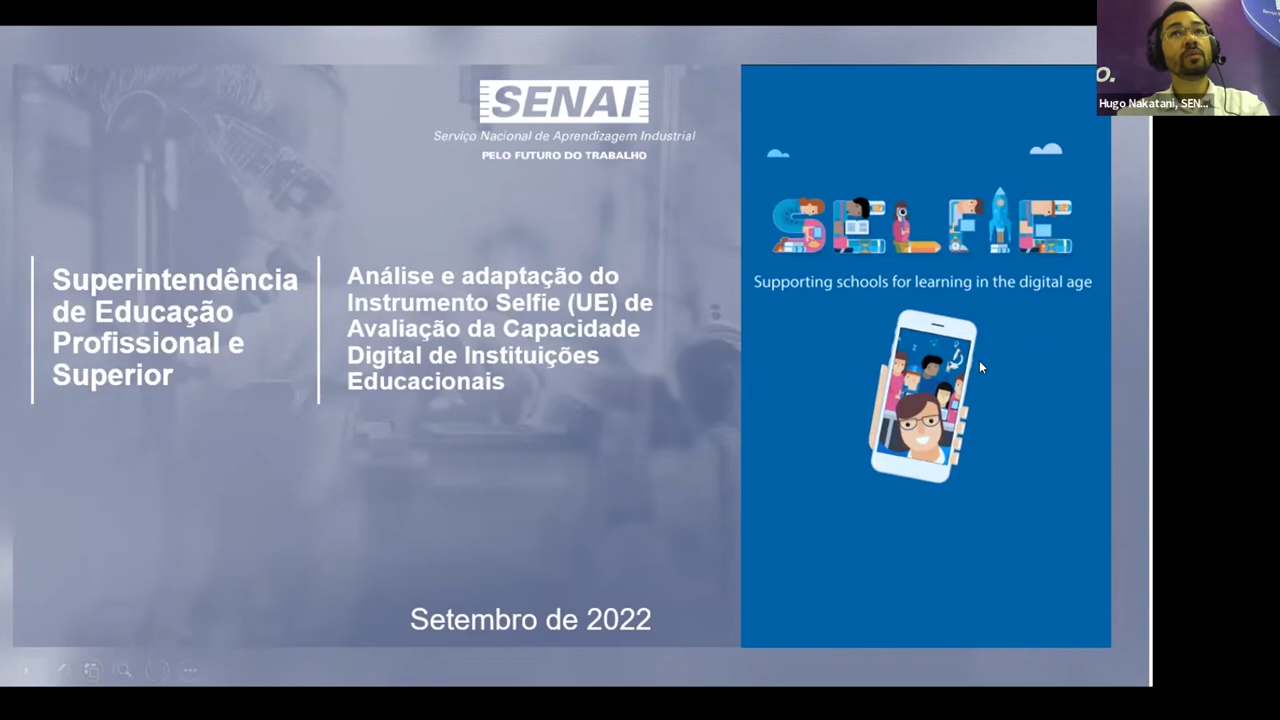 SENAI
Serviço Nacional de Aprendizagem Industrial
PELO FUTURO DO TRABALHO
Superintendência
de Educação
Profissional e
Superior
Análise e adaptação do
Instrumento Selfie (UE) de
Avaliação da Capacidade
Digital de Instituições
Educacionais
Setembro de 2022
SELFIE
Supporting schools for learning in the digital age
O.
Hugo Nakatani, SEN...